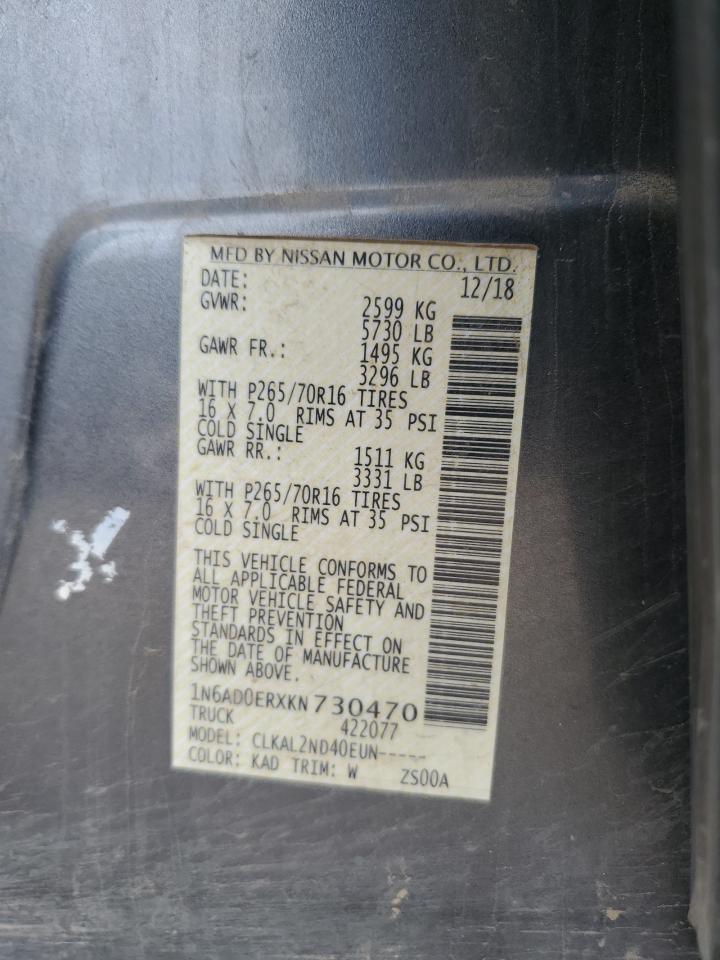 MFD BY NISSAN MOTOR CO., LTD.
DATE: 12/18
GVWR: 2599 KG
5730 LB
GAWR FR.: 1495 KG
3296 LB
WITH P265/70R16 TIRES
16 X 7.0 RIMS AT 35 PSI
COLD SINGLE
GAWR RR.: 1511 KG
3331 LB
WITH P265/70R16 TIRES
16 X 7.0 RIMS AT 35 PSI
COLD SINGLE
THIS VEHICLE CONFORMS TO
ALL APPLICABLE FEDERAL
MOTOR VEHICLE SAFETY AND
THEFT PREVENTION
STANDARDS IN EFFECT ON
THE DATE OF MANUFACTURE
SHOWN ABOVE.
1N6AD0ERXKN730470
TRUCK 422077
MODEL: CLKAL2ND40EUN-----
COLOR: KAD TRIM: W ZS00A